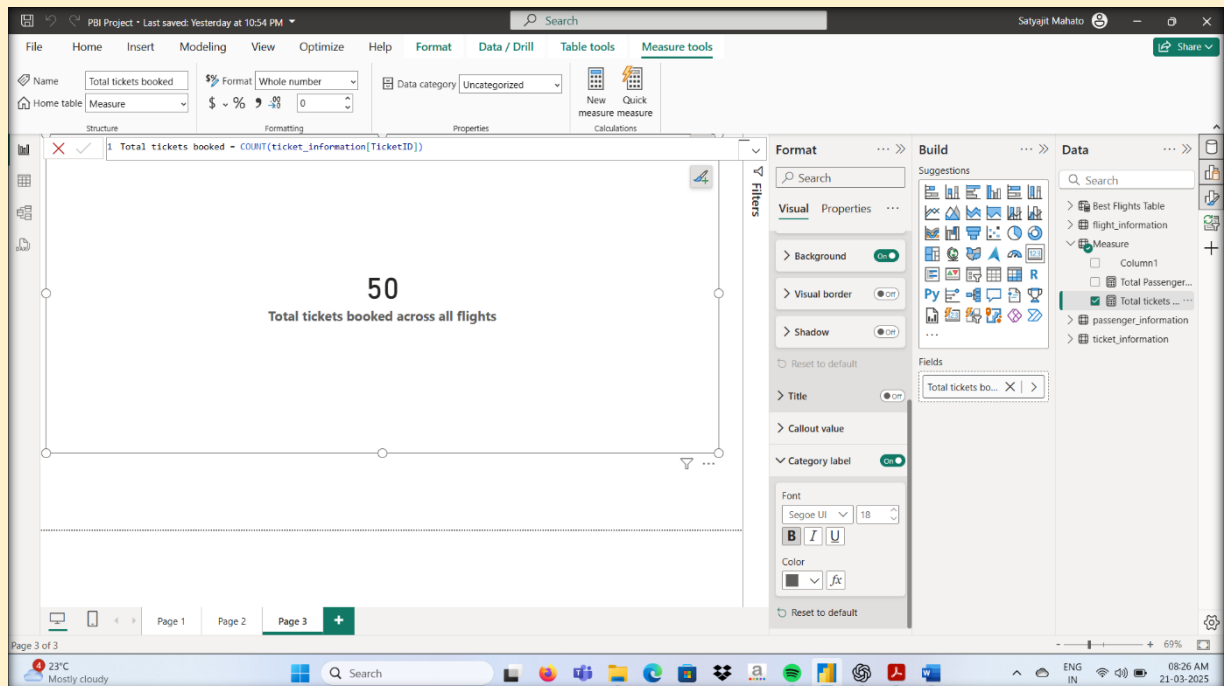 PBI Project • Last saved: Yesterday at 10:54 PM
Search
Satyajit Mahato
File Home Insert Modeling View Optimize Help Format Data / Drill Table tools Measure tools
Share
Name Total tickets booked
Home table Measure
Structure
Format Whole number
$ % 0
Formatting
Data category Uncategorized
Properties
New measure
Quick measure
Calculations
1 Total tickets booked = COUNT(ticket_information[TicketID])
50
Total tickets booked across all flights
Filters
Format
Search
Visual Properties
Background On
Visual border Off
Shadow Off
Reset to default
Title Off
Callout value
Category label On
Font
Segoe UI 18
B I U
Color
fx
Reset to default
Build
Suggestions
R
Py
Fields
Total tickets bo...
Data
Search
Best Flights Table
flight_information
Measure
Column1
Total Passenger...
Total tickets ...
passenger_information
ticket_information
Page 1 Page 2 Page 3 +
Page 3 of 3
- + 69%
4
23°C
Mostly cloudy
Search
a
ENG
IN
08:26 AM
21-03-2025